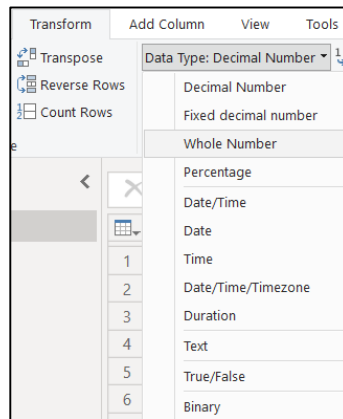 Transform Add Column View Tools
Transpose Data Type: Decimal Number
Reverse Rows
Count Rows
Decimal Number
Fixed decimal number
Whole Number
Percentage
Date/Time
Date
Time
Date/Time/Timezone
Duration
Text
True/False
Binary
e
1
2
3
4
5
6